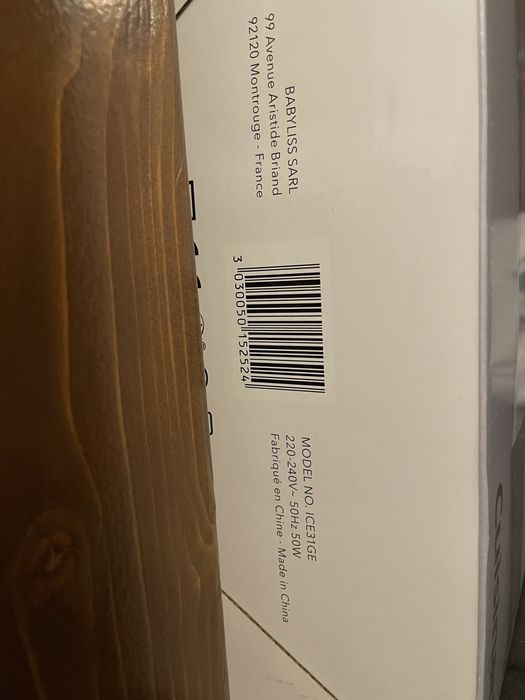 BABYLISS SARL
99 Avenue Aristide Briand
92120 Montrouge - France
3 030050 152524
MODEL NO. ICE31GE
220-240V~ 50Hz 50W
Fabriqué en Chine - Made in China